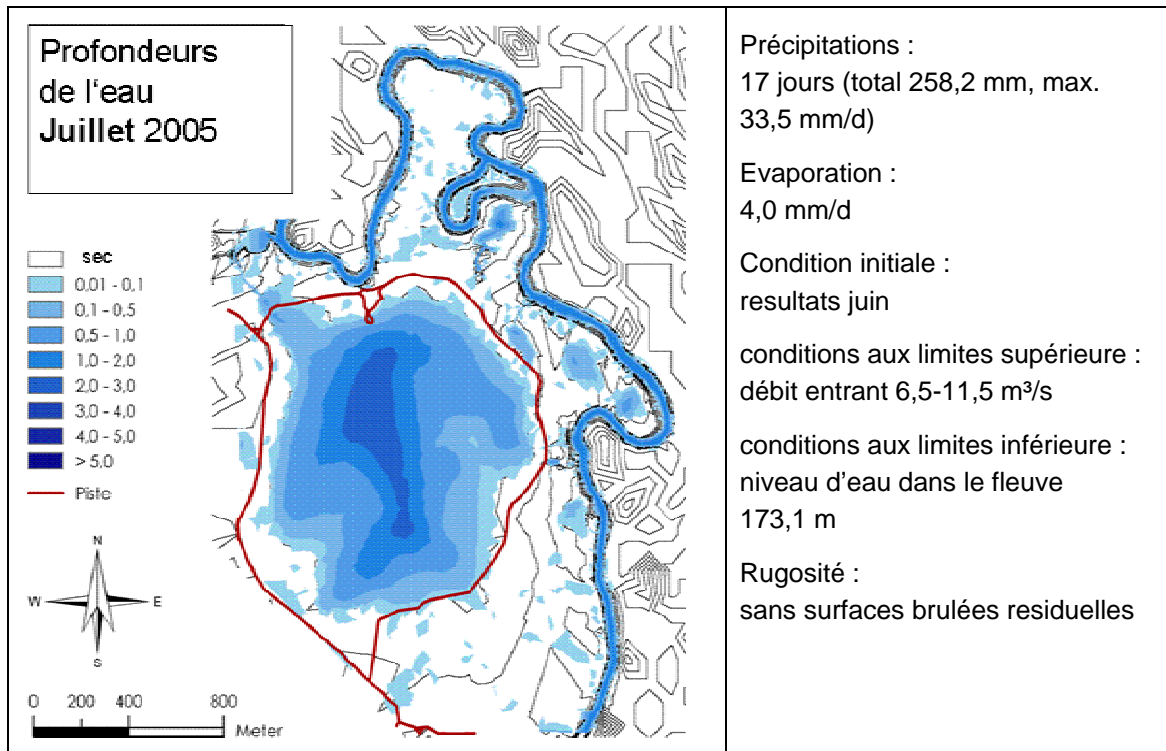 Profondeurs
de l'eau
Juillet 2005
sec
0,01 - 0,1
0,1 - 0,5
0,5 - 1,0
1,0 - 2,0
2,0 - 3,0
3,0 - 4,0
4,0 - 5,0
> 5,0
Piste
N
W E
S
0 200 400 800
Meter
Précipitations :
17 jours (total 258,2 mm, max.
33,5 mm/d)
Evaporation :
4,0 mm/d
Condition initiale :
resultats juin
conditions aux limites supérieure :
débit entrant 6,5-11,5 m³/s
conditions aux limites inférieure :
niveau d'eau dans le fleuve
173,1 m
Rugosité :
sans surfaces brulées residuelles